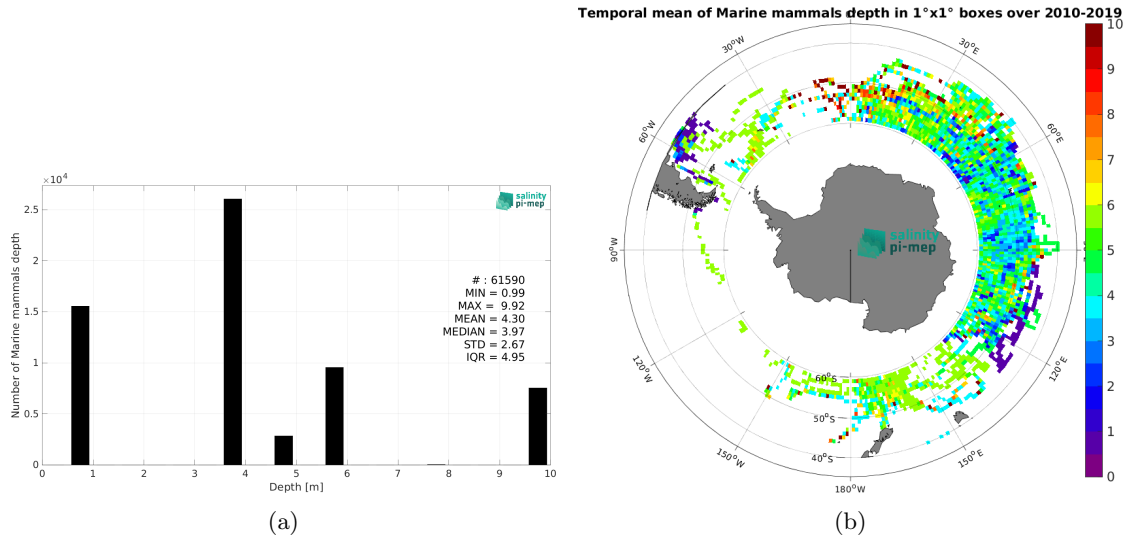 Temporal mean of Marine mammals depth in 1°x1° boxes over 2010-2019
×10⁴
2.5
2
1.5
1
0.5
0
Number of Marine mammals depth
0 1 2 3 4 5 6 7 8 9 10
Depth [m]
salinity
pi-mep
# : 61590
MIN = 0.99
MAX = 9.92
MEAN = 4.30
MEDIAN = 3.97
STD = 2.67
IQR = 4.95
(a)
30°W
30°E
60°W
60°E
90°W
120°W
120°E
150°W
150°E
180°W
60°S
50°S
40°S
salinity
pi-mep
10
9
8
7
6
5
4
3
2
1
0
(b)